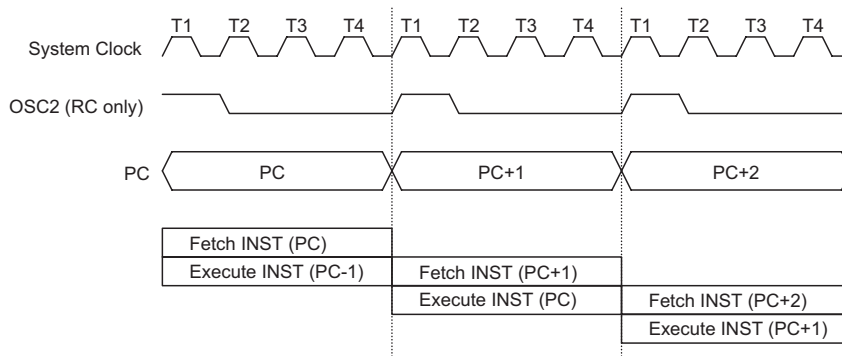 T1 T2 T3 T4 T1 T2 T3 T4 T1 T2 T3 T4
System Clock
OSC2 (RC only)
PC PC PC+1 PC+2
Fetch INST (PC)
Execute INST (PC-1) Fetch INST (PC+1)
Execute INST (PC) Fetch INST (PC+2)
Execute INST (PC+1)